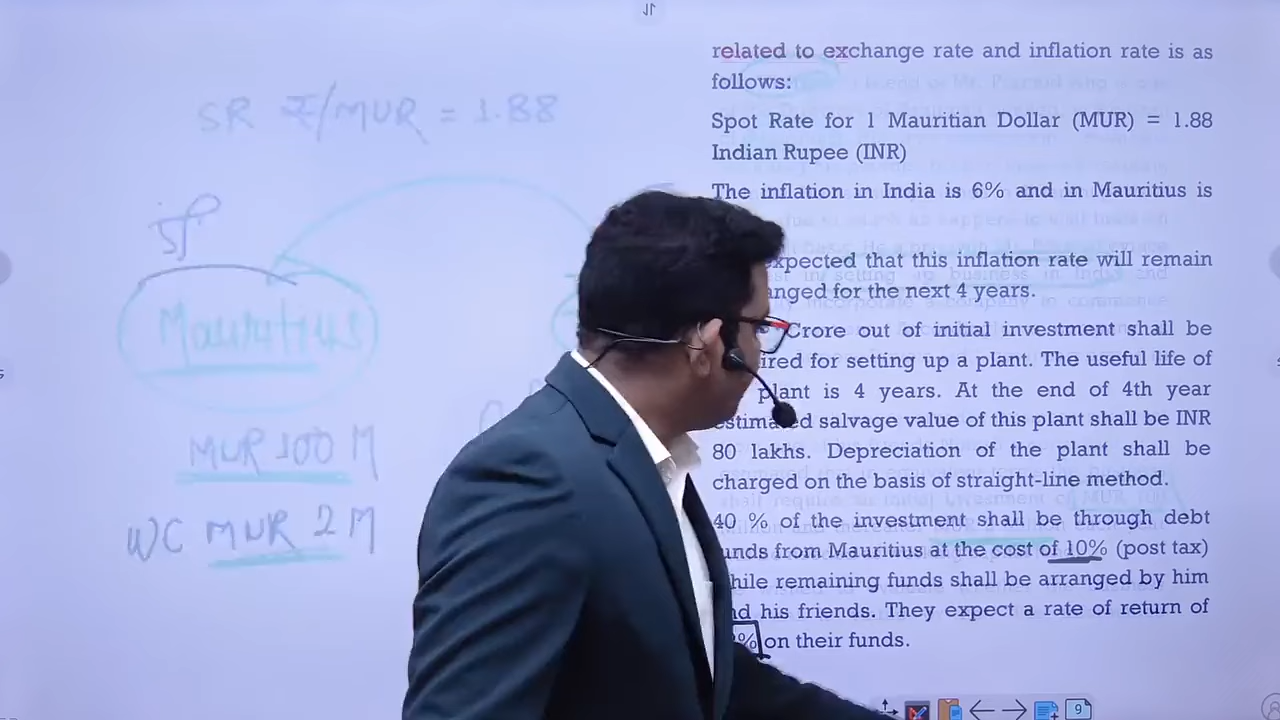 related to exchange rate and inflation rate is as
follows:
Spot Rate for 1 Mauritian Dollar (MUR) = 1.88
Indian Rupee (INR)
The inflation in India is 6% and in Mauritius is
expected that this inflation rate will remain
anged for the next 4 years.
Crore out of initial investment shall be
ired for setting up a plant. The useful life of
plant is 4 years. At the end of 4th year
estimated salvage value of this plant shall be INR
80 lakhs. Depreciation of the plant shall be
charged on the basis of straight-line method.
40 % of the investment shall be through debt
unds from Mauritius at the cost of 10% (post tax)
hile remaining funds shall be arranged by him
nd his friends. They expect a rate of return of
% on their funds.
SR ₹/MUR = 1.88
Mauritius
MUR 100 M
WC MUR 2 M
9